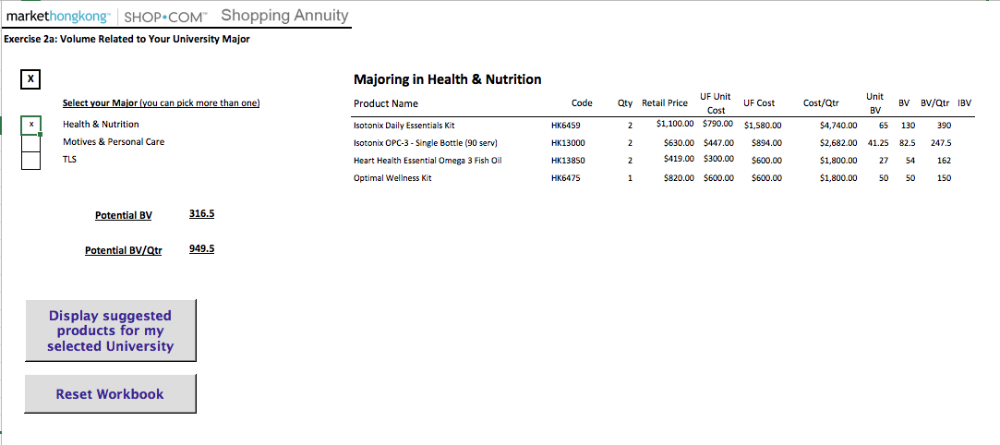 markethongkong™ SHOP•COM™ Shopping Annuity
Exercise 2a: Volume Related to Your University Major
X
Select your Major (you can pick more than one)
x Health & Nutrition
Motives & Personal Care
TLS
Potential BV 316.5
Potential BV/Qtr 949.5
Display suggested
products for my
selected University
Reset Workbook
Majoring in Health & Nutrition
Product Name Code Qty Retail Price UF Unit Cost UF Cost Cost/Qtr Unit BV BV BV/Qtr IBV
Isotonix Daily Essentials Kit HK6459 2 $1,100.00 $790.00 $1,580.00 $4,740.00 65 130 390
Isotonix OPC-3 - Single Bottle (90 serv) HK13000 2 $630.00 $447.00 $894.00 $2,682.00 41.25 82.5 247.5
Heart Health Essential Omega 3 Fish Oil HK13850 2 $419.00 $300.00 $600.00 $1,800.00 27 54 162
Optimal Wellness Kit HK6475 1 $820.00 $600.00 $600.00 $1,800.00 50 50 150